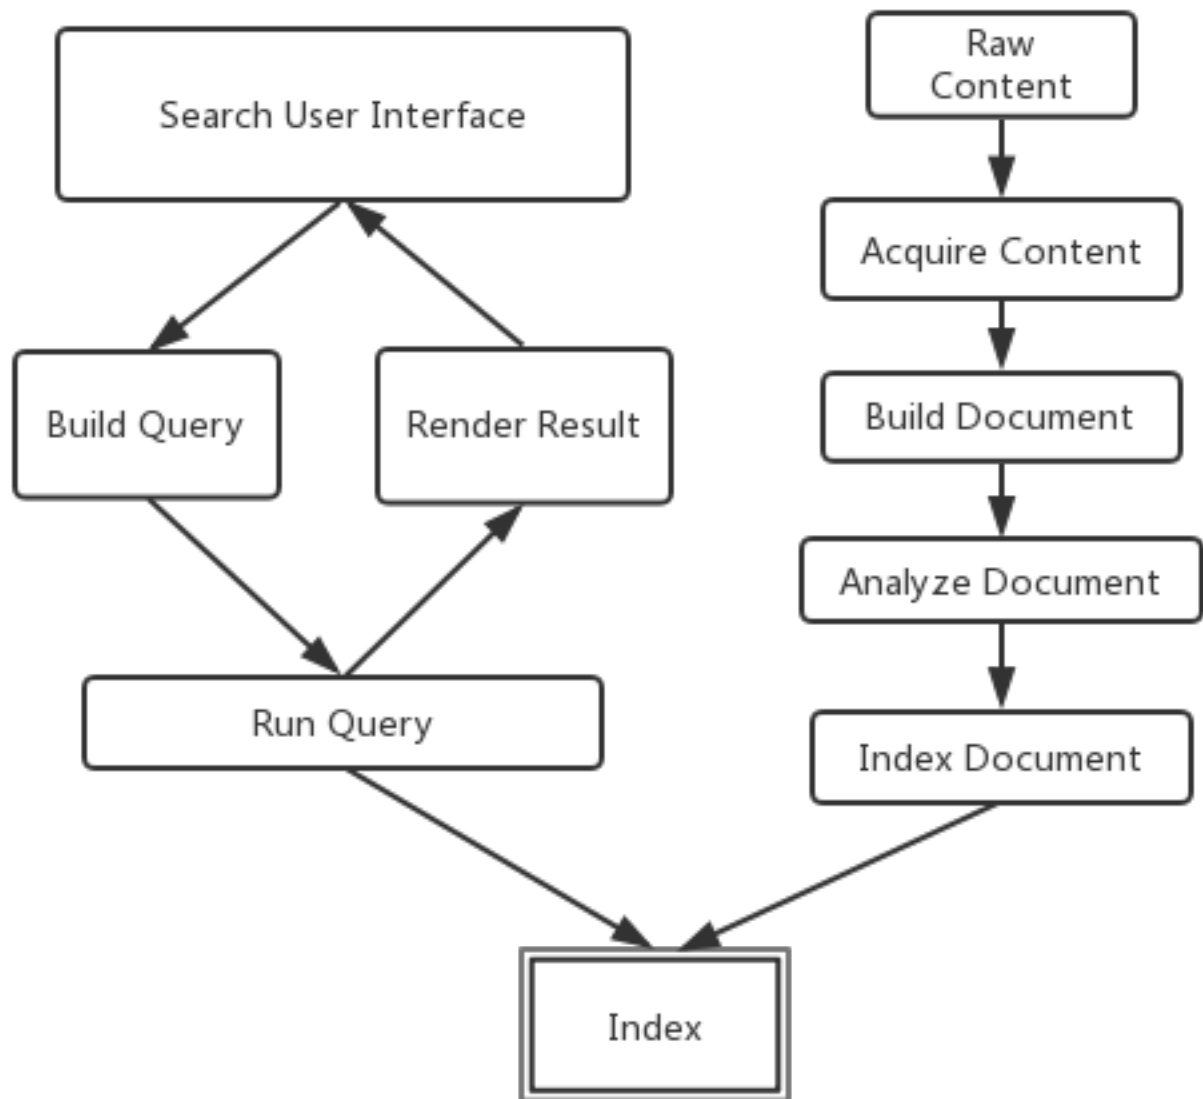 Search User Interface
Raw
Content
Acquire Content
Build Query
Render Result
Build Document
Analyze Document
Run Query
Index Document
Index